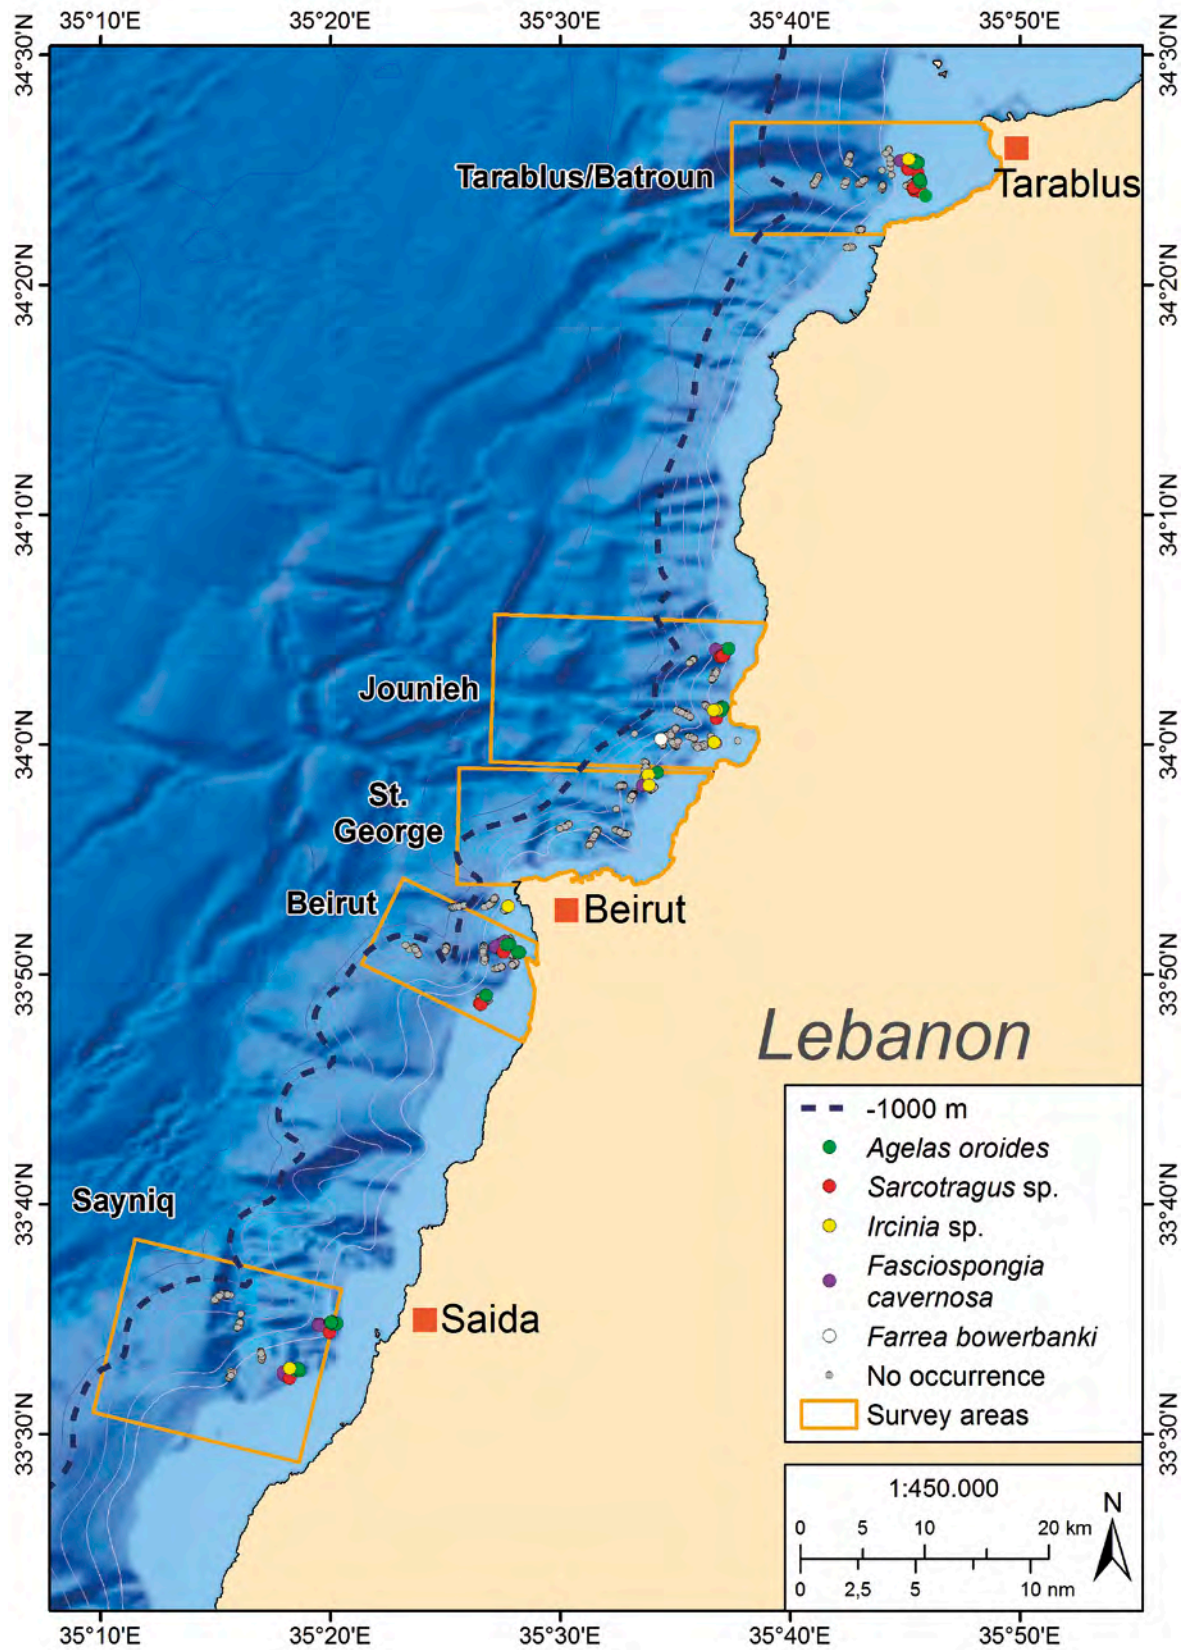 35°10'E 35°20'E 35°30'E 35°40'E 35°50'E
34°30'N 34°30'N
Tarablus/Batroun
Tarablus
34°20'N 34°20'N
34°10'N 34°10'N
Jounieh
34°0'N 34°0'N
St.
George
Beirut
Beirut
33°50'N 33°50'N
Lebanon
-1000 m
Agelas oroides
Sarcotragus sp.
Ircinia sp.
Fasciospongia
cavernosa
Farrea bowerbanki
No occurrence
Survey areas
33°40'N 33°40'N
Sayniq
Saida
33°30'N 33°30'N
1:450.000
N
0 5 10 20 km
0 2,5 5 10 nm
35°10'E 35°20'E 35°30'E 35°40'E 35°50'E